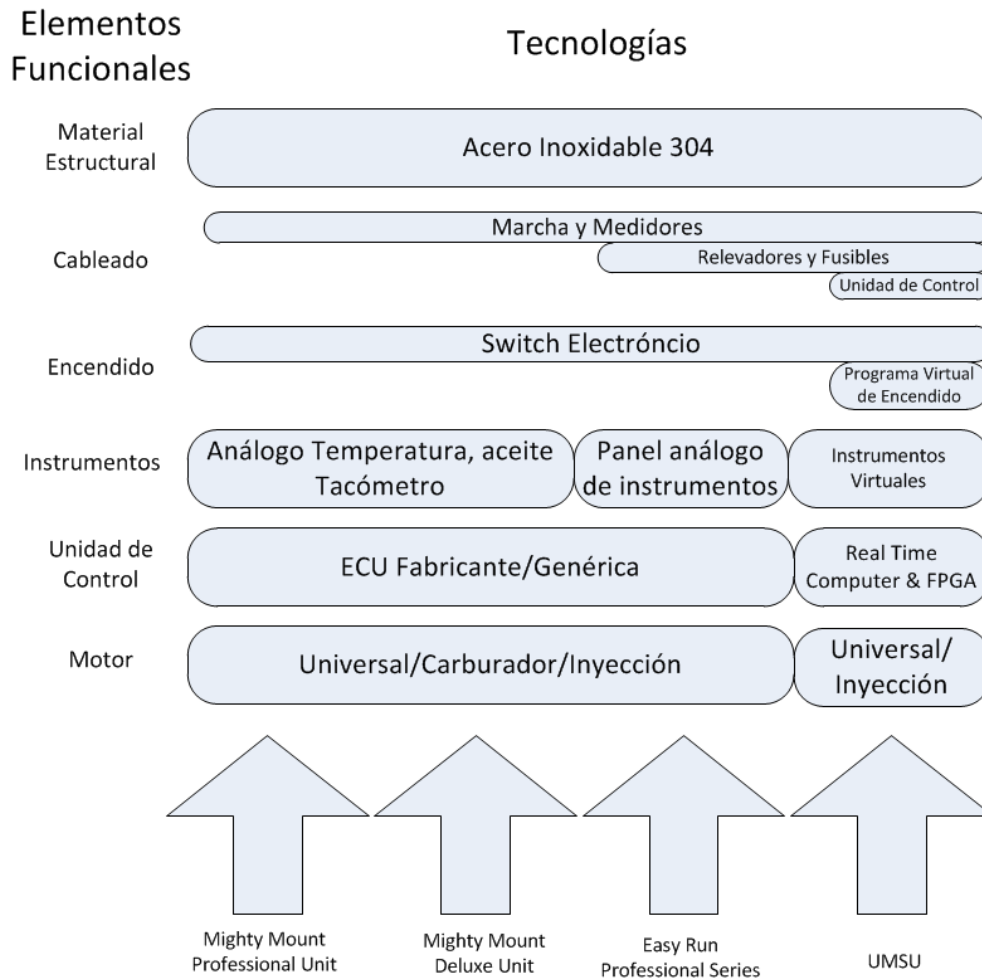 Elementos
Funcionales
Tecnologías
Material
Estructural
Acero Inoxidable 304
Cableado
Marcha y Medidores
Relevadores y Fusibles
Unidad de Control
Encendido
Switch Electróncio
Programa Virtual
de Encendido
Instrumentos
Análogo Temperatura, aceite
Tacómetro
Panel análogo
de instrumentos
Instrumentos
Virtuales
Unidad de
Control
ECU Fabricante/Genérica
Real Time
Computer & FPGA
Motor
Universal/Carburador/Inyección
Universal/
Inyección
Mighty Mount
Professional Unit
Mighty Mount
Deluxe Unit
Easy Run
Professional Series
UMSU